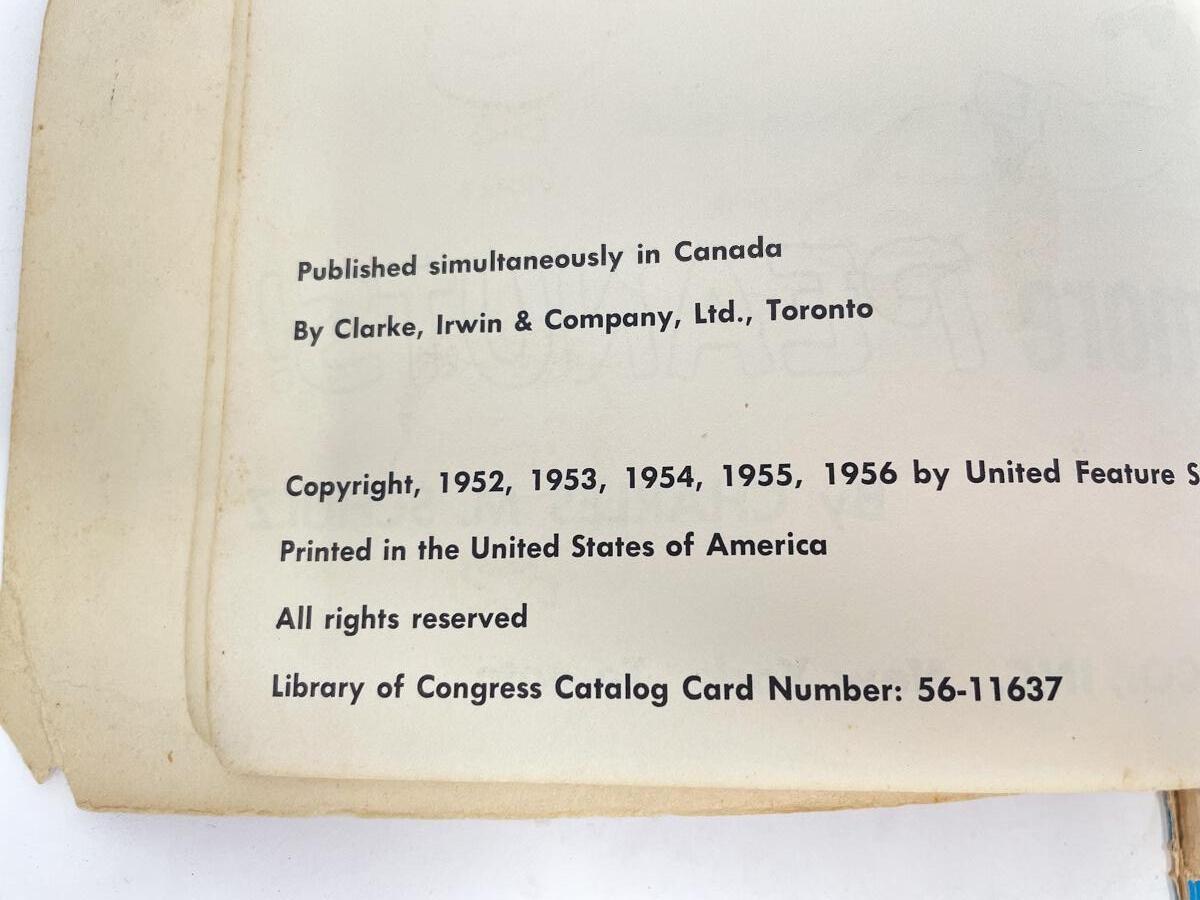 Published simultaneously in Canada
By Clarke, Irwin & Company, Ltd., Toronto
Copyright, 1952, 1953, 1954, 1955, 1956 by United Feature S
Printed in the United States of America
All rights reserved
Library of Congress Catalog Card Number: 56-11637